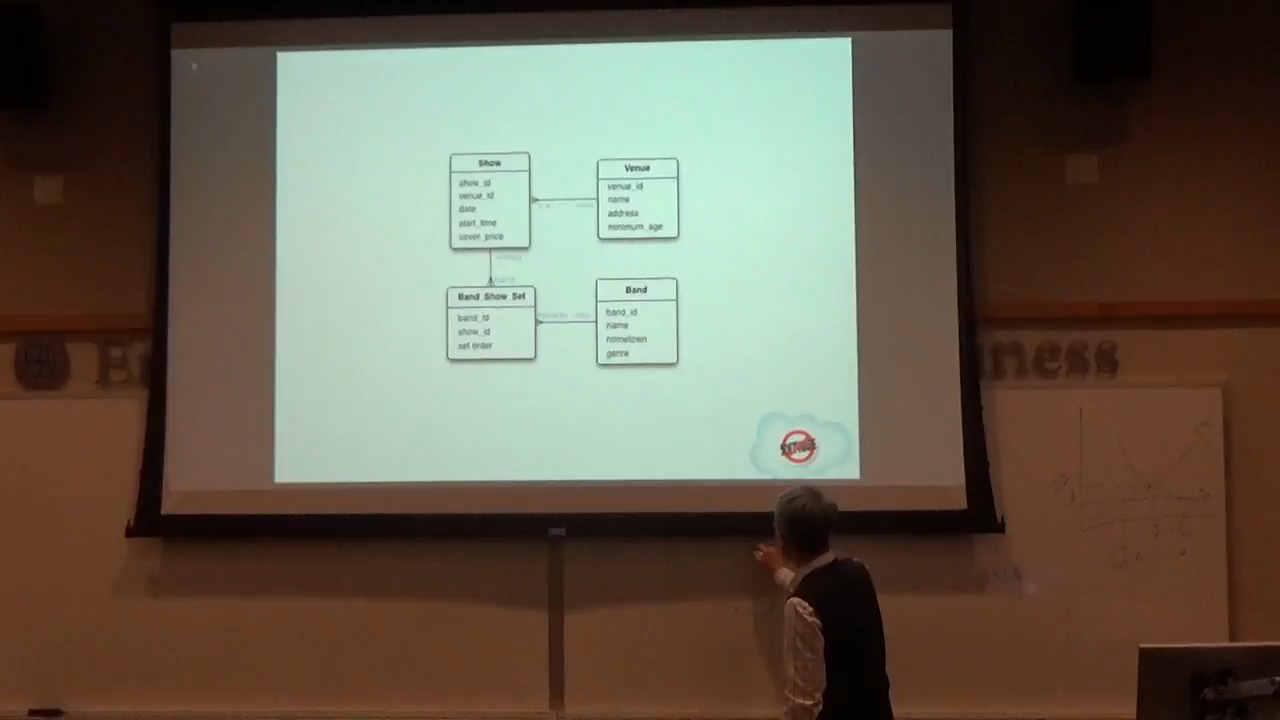 Show
show_id
venue_id
date
start_time
cover_price
Venue
venue_id
name
address
minimum_age
Band_Show_Set
band_id
show_id
set order
Band
band_id
name
hometown
genre
ness